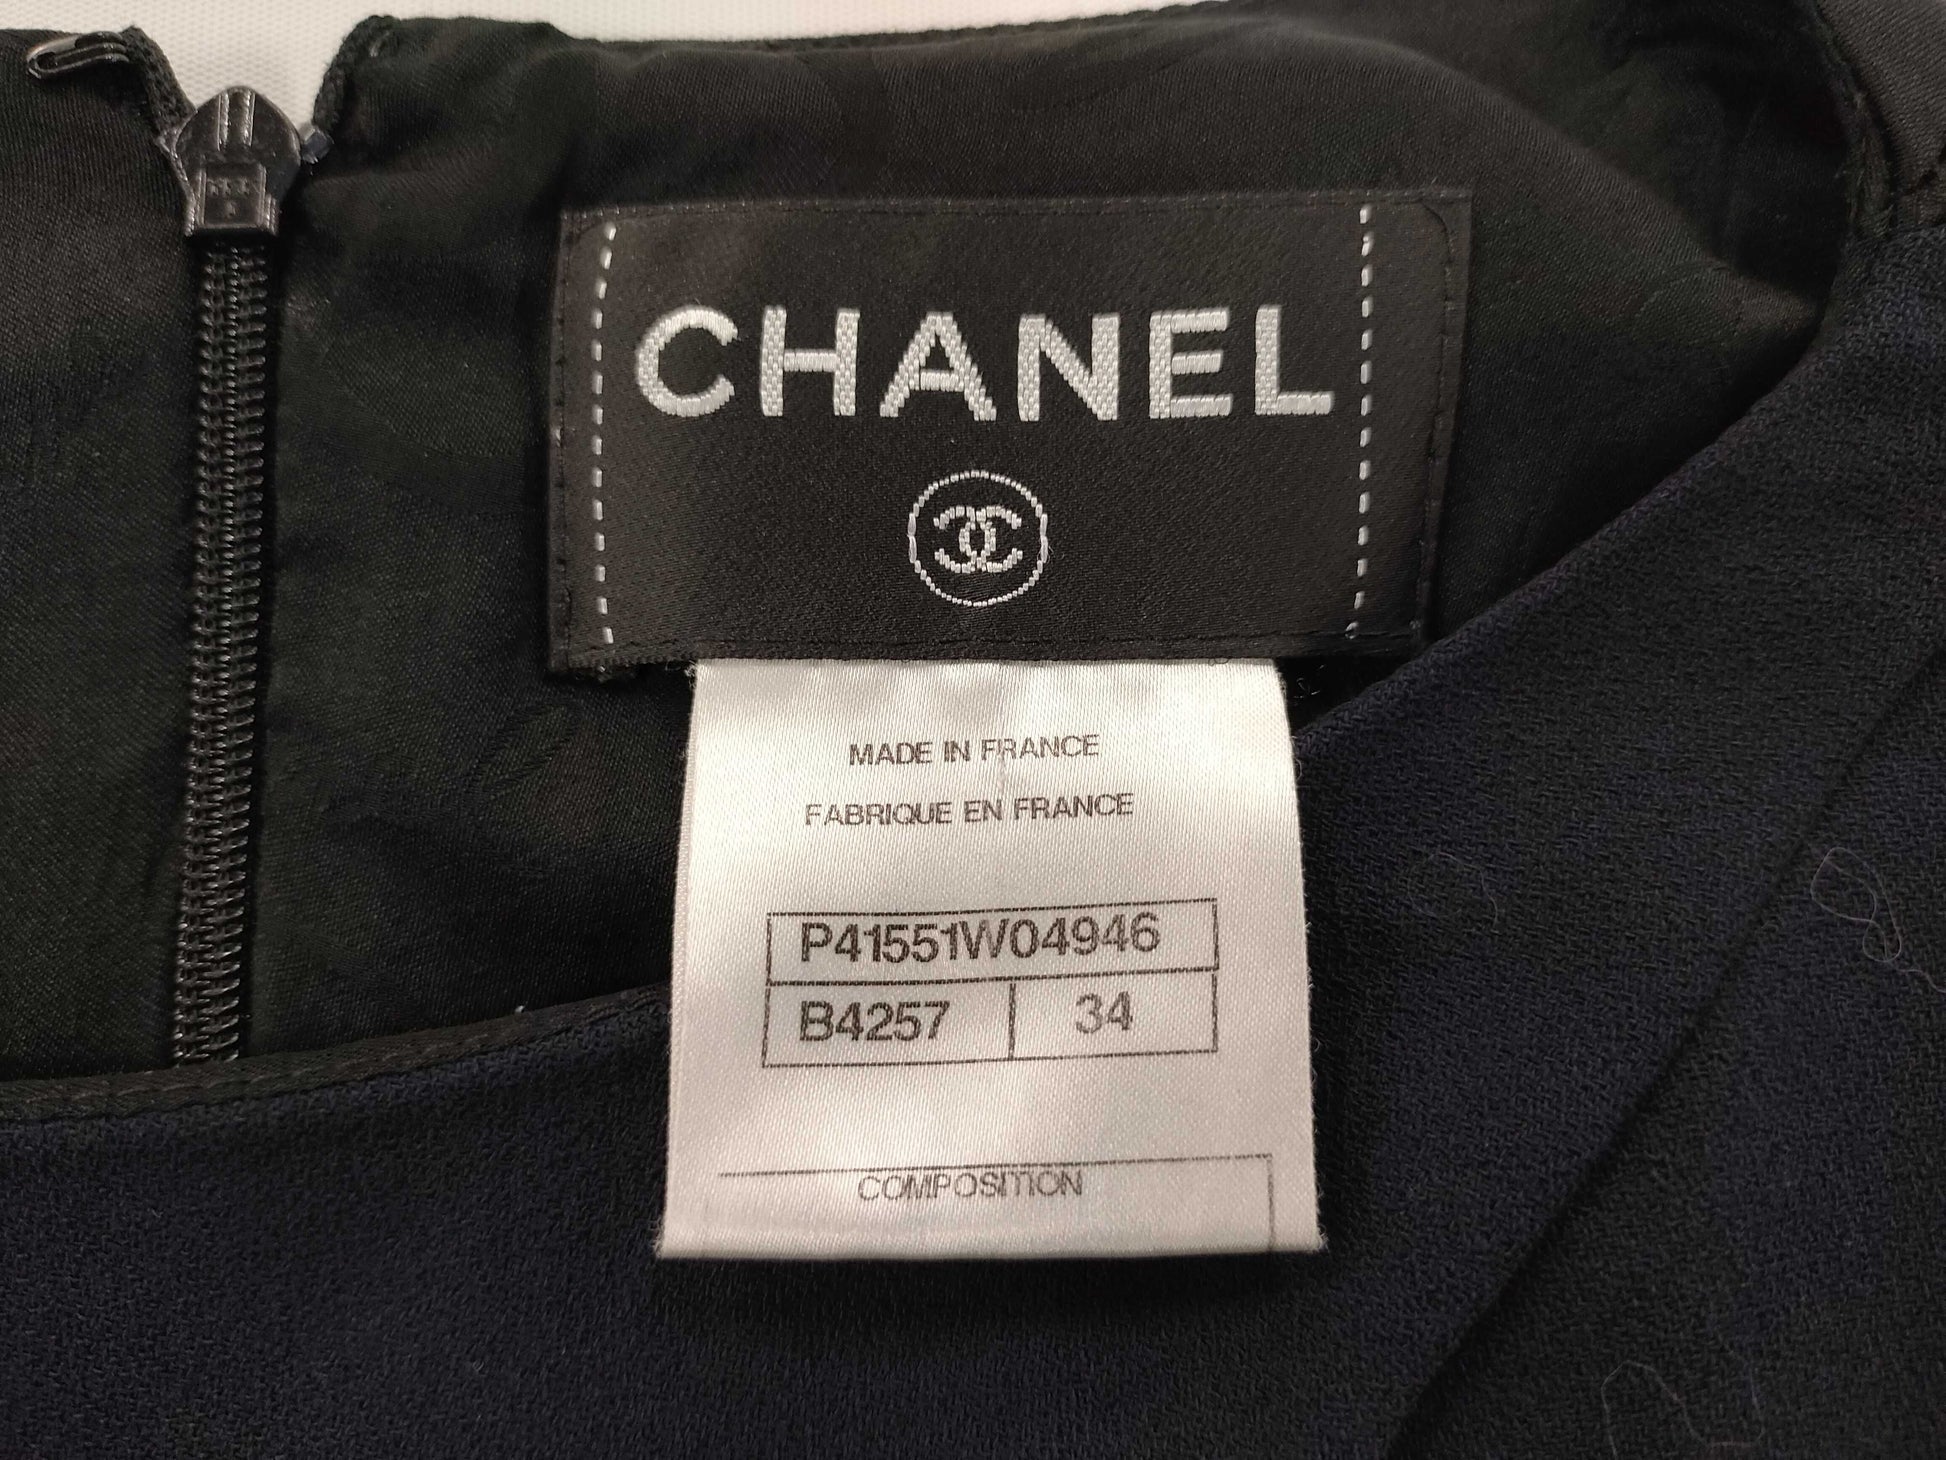 CHANEL
MADE IN FRANCE
FABRIQUE EN FRANCE
P41551W04946
B4257 34
COMPOSITION